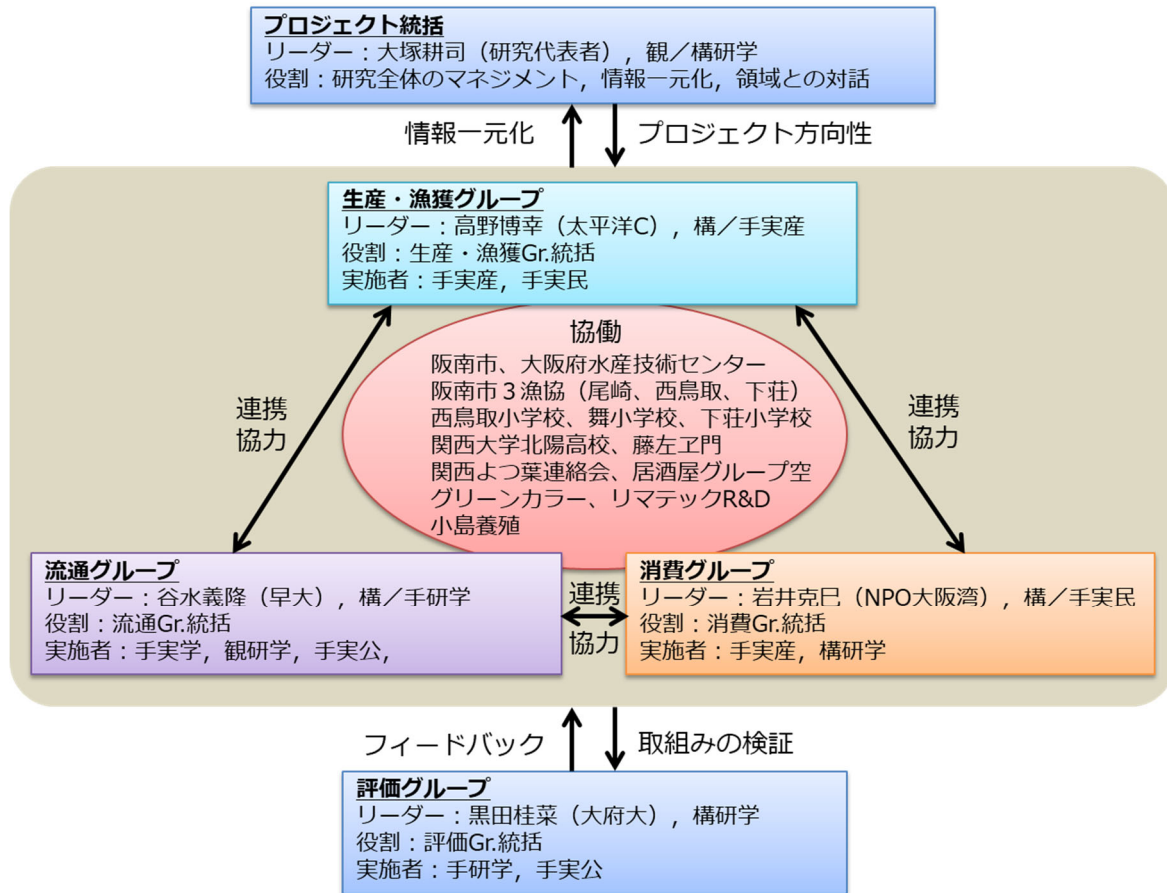 プロジェクト統括
リーダー：大塚耕司（研究代表者），観／構研学
役割：研究全体のマネジメント，情報一元化，領域との対話
情報一元化
プロジェクト方向性
生産・漁獲グループ
リーダー：高野博幸（太平洋C），構／手実産
役割：生産・漁獲Gr.統括
実施者：手実産，手実民
連携
協力
協働
阪南市、大阪府水産技術センター
阪南市３漁協（尾崎、西鳥取、下荘）
西鳥取小学校、舞小学校、下荘小学校
関西大学北陽高校、藤左ヱ門
関西よつ葉連絡会、居酒屋グループ空
グリーンカラー、リマテックR&D
小島養殖
連携
協力
流通グループ
リーダー：谷水義隆（早大），構／手研学
役割：流通Gr.統括
実施者：手実学，観研学，手実公，
連携
協力
消費グループ
リーダー：岩井克巳（NPO大阪湾），構／手実民
役割：消費Gr.統括
実施者：手実産，構研学
フィードバック
取組みの検証
評価グループ
リーダー：黒田桂菜（大府大），構研学
役割：評価Gr.統括
実施者：手研学，手実公